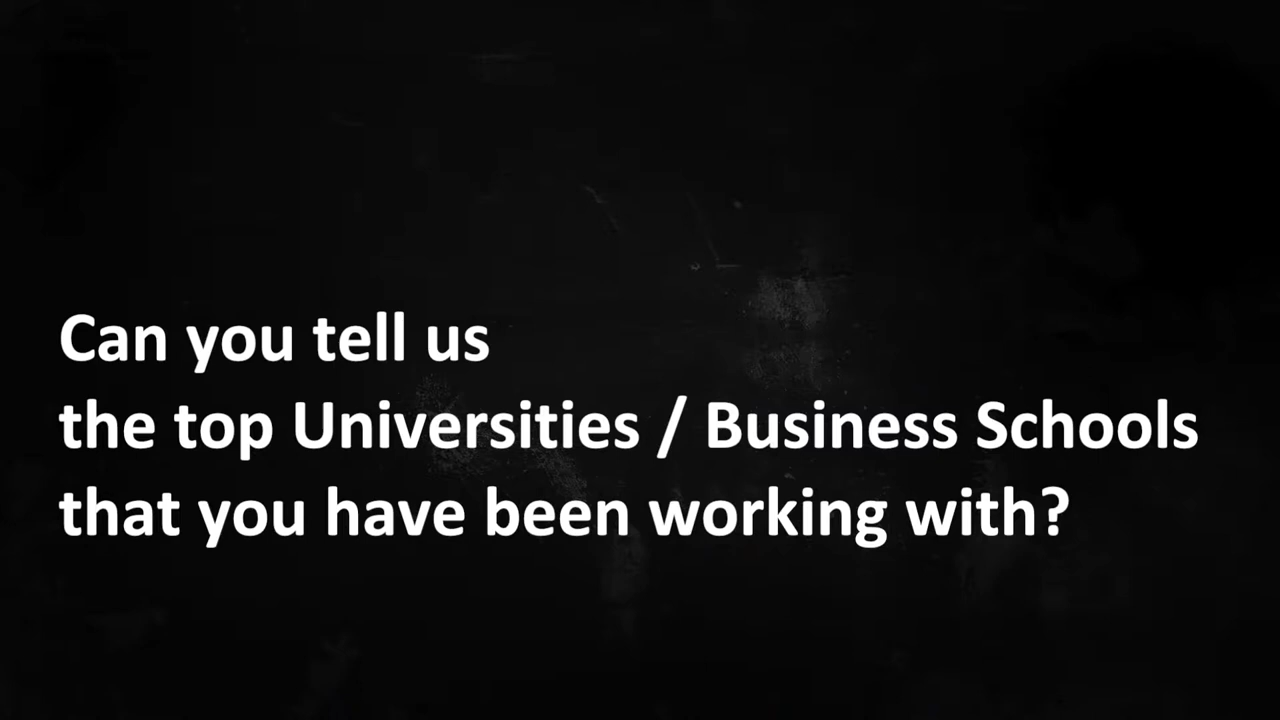 Can you tell us
the top Universities / Business Schools
that you have been working with?